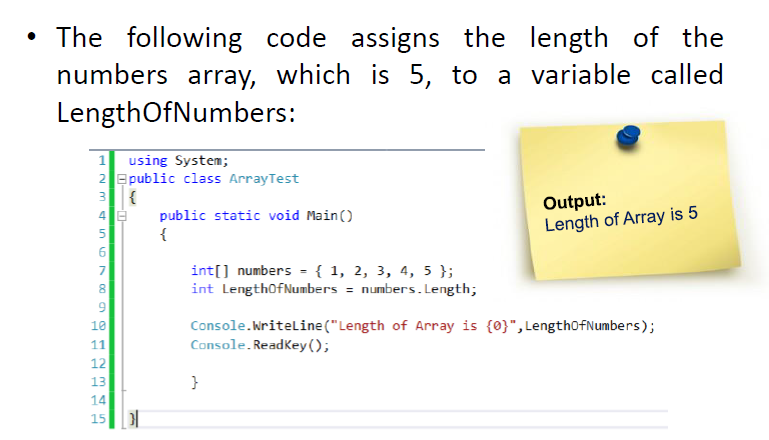 • The following code assigns the length of the
numbers array, which is 5, to a variable called
LengthOfNumbers:
1 using System;
2 public class ArrayTest
3 {
4 public static void Main()
5 {
6
7 int[] numbers = { 1, 2, 3, 4, 5 };
8 int LengthOfNumbers = numbers.Length;
9
10 Console.WriteLine("Length of Array is {0}",LengthOfNumbers);
11 Console.ReadKey();
12
13 }
14
15 }
Output:
Length of Array is 5